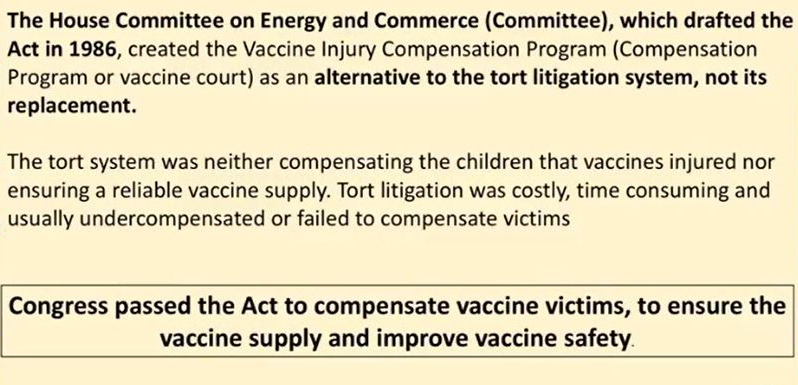 The House Committee on Energy and Commerce (Committee), which drafted the
Act in 1986, created the Vaccine Injury Compensation Program (Compensation
Program or vaccine court) as an alternative to the tort litigation system, not its
replacement.
The tort system was neither compensating the children that vaccines injured nor
ensuring a reliable vaccine supply. Tort litigation was costly, time consuming and
usually undercompensated or failed to compensate victims
Congress passed the Act to compensate vaccine victims, to ensure the
vaccine supply and improve vaccine safety.